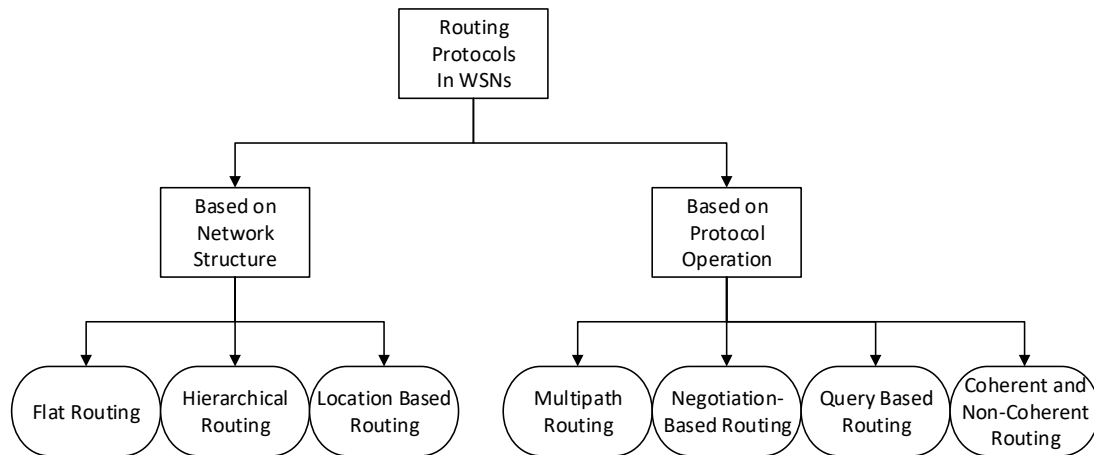 Routing
Protocols
In WSNs
Based on
Network
Structure
Based on
Protocol
Operation
Flat Routing
Hierarchical
Routing
Location Based
Routing
Multipath
Routing
Negotiation-
Based Routing
Query Based
Routing
Coherent and
Non-Coherent
Routing